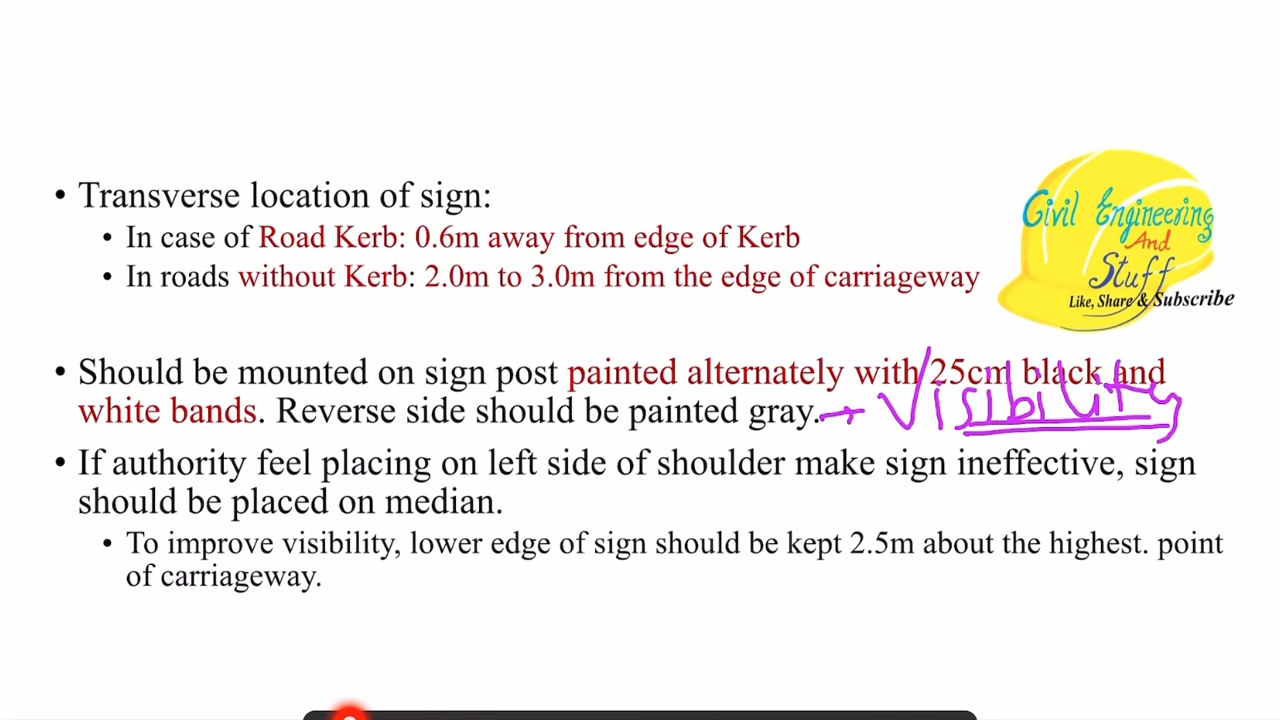 • Transverse location of sign:
• In case of Road Kerb: 0.6m away from edge of Kerb
• In roads without Kerb: 2.0m to 3.0m from the edge of carriageway
Civil Engineering
And
Stuff
Like, Share & Subscribe
• Should be mounted on sign post painted alternately with 25cm black and
white bands. Reverse side should be painted gray. → Visibility
• If authority feel placing on left side of shoulder make sign ineffective, sign
should be placed on median.
• To improve visibility, lower edge of sign should be kept 2.5m about the highest. point
of carriageway.